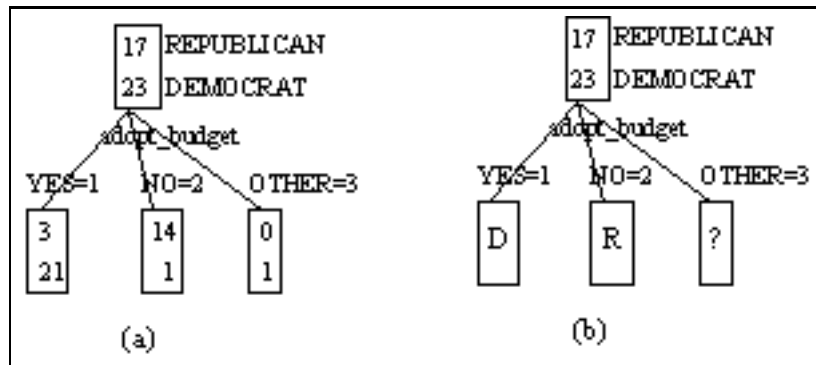 17 REPUBLICAN
23 DEMOCRAT
adopt_budget
YES=1 NO=2 OTHER=3
3 14 0
21 1 1
(a)
17 REPUBLICAN
23 DEMOCRAT
adopt_budget
YES=1 NO=2 OTHER=3
D R ?
(b)